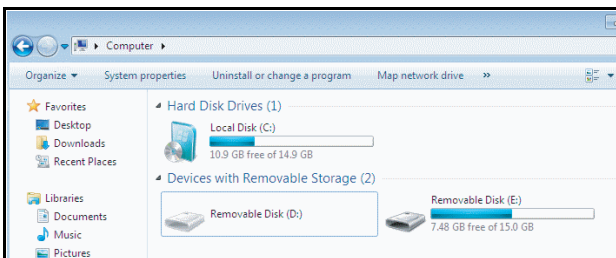 Computer
Organize System properties Uninstall or change a program Map network drive »
Favorites
Desktop
Downloads
Recent Places
Libraries
Documents
Music
Pictures
Hard Disk Drives (1)
Local Disk (C:)
10.9 GB free of 14.9 GB
Devices with Removable Storage (2)
Removable Disk (D:)
Removable Disk (E:)
7.48 GB free of 15.0 GB